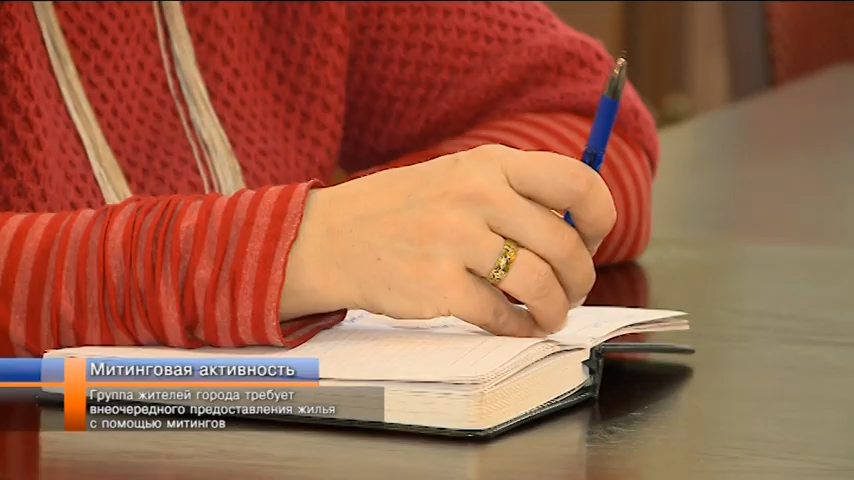 Митинговая активность
Группа жителей города требует
внеочередного предоставления жилья
с помощью митингов